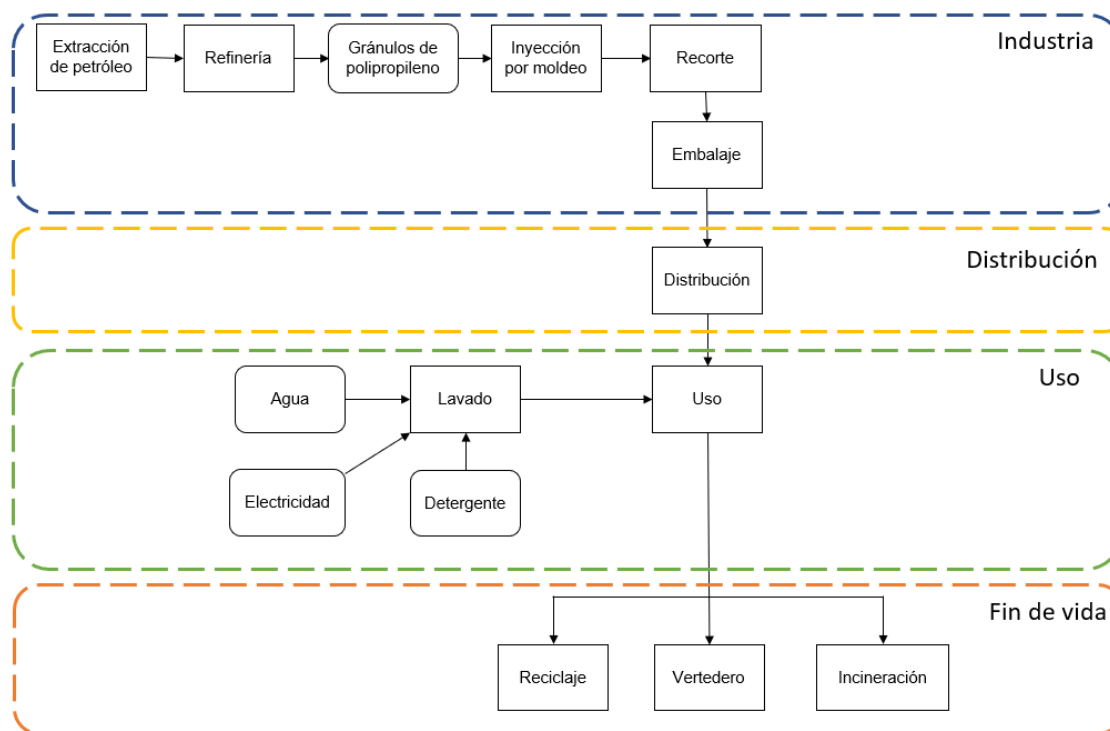 Industria
Extracción
de petróleo
Refinería
Gránulos de
polipropileno
Inyección
por moldeo
Recorte
Embalaje
Distribución
Distribución
Uso
Agua
Lavado
Uso
Electricidad
Detergente
Fin de vida
Reciclaje
Vertedero
Incineración